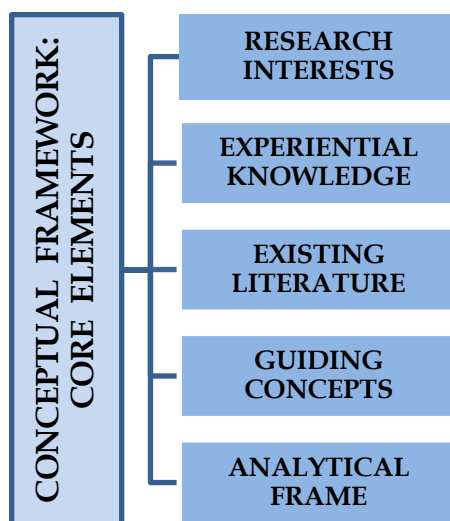 CONCEPTUAL FRAMEWORK:
CORE ELEMENTS
RESEARCH
INTERESTS
EXPERIENTIAL
KNOWLEDGE
EXISTING
LITERATURE
GUIDING
CONCEPTS
ANALYTICAL
FRAME